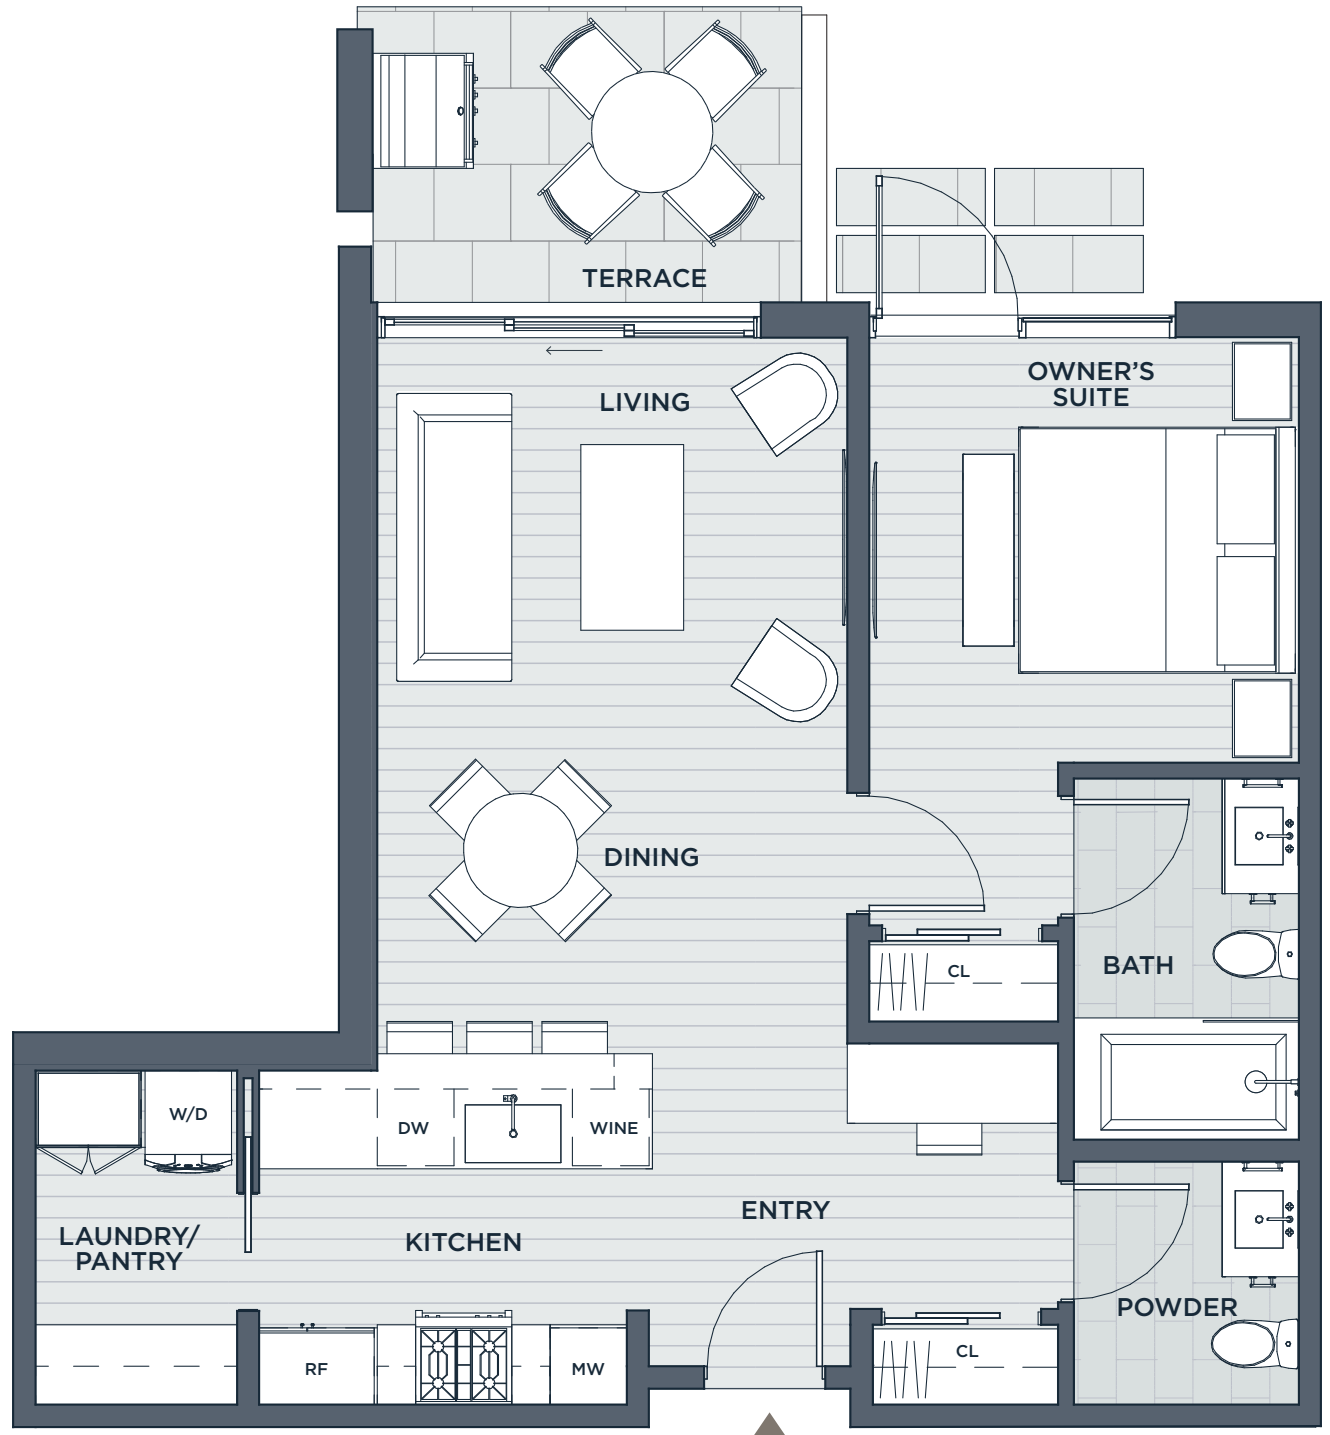 TERRACE
OWNER'S
SUITE
LIVING
DINING
BATH
CL
W/D
DW
WINE
ENTRY
LAUNDRY/
PANTRY
KITCHEN
POWDER
CL
RF
MW